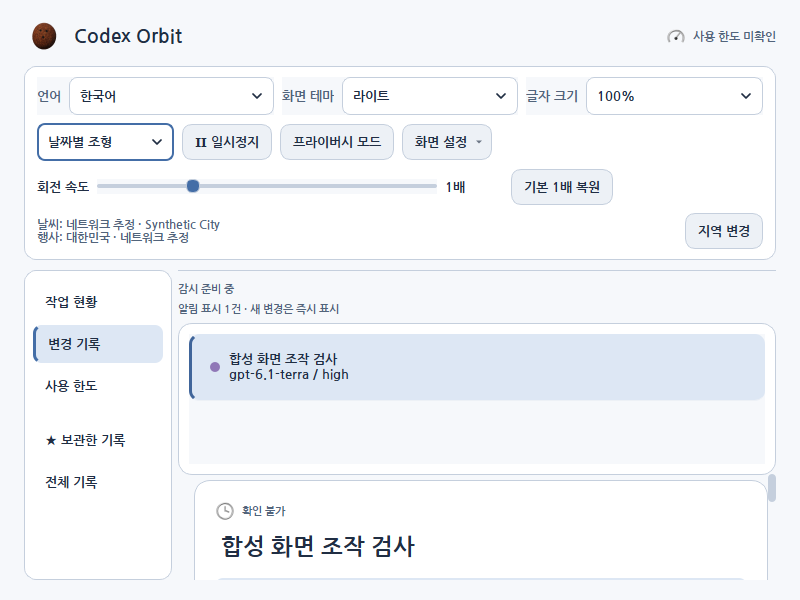 Codex Orbit
사용 한도 미확인
언어 한국어 화면 테마 라이트 글자 크기 100%
날짜별 조형 일시정지 프라이버시 모드 화면 설정
회전 속도 1배 기본 1배 복원
날씨: 네트워크 추정 · Synthetic City
행사: 대한민국 · 네트워크 추정
지역 변경
작업 현황
변경 기록
사용 한도
★ 보관한 기록
전체 기록
감시 준비 중
알림 표시 1건 · 새 변경은 즉시 표시
합성 화면 조작 검사
gpt-6.1-terra / high
확인 불가
합성 화면 조작 검사